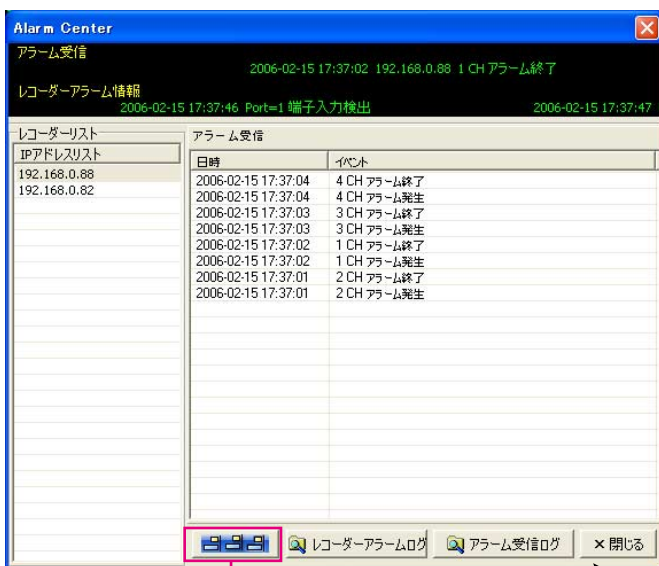 Alarm Center
アラーム受信
2006-02-15 17:37:02 192.168.0.88 1 CH アラーム終了
レコーダーアラーム情報
2006-02-15 17:37:46 Port=1 端子入力検出 2006-02-15 17:37:47
レコーダーリスト
IPアドレスリスト
192.168.0.88
192.168.0.82
アラーム受信
日時 イベント
2006-02-15 17:37:04 4 CH アラーム終了
2006-02-15 17:37:04 4 CH アラーム発生
2006-02-15 17:37:03 3 CH アラーム終了
2006-02-15 17:37:03 3 CH アラーム発生
2006-02-15 17:37:02 1 CH アラーム終了
2006-02-15 17:37:02 1 CH アラーム発生
2006-02-15 17:37:01 2 CH アラーム終了
2006-02-15 17:37:01 2 CH アラーム発生
レコーダーアラームログ アラーム受信ログ ×閉じる